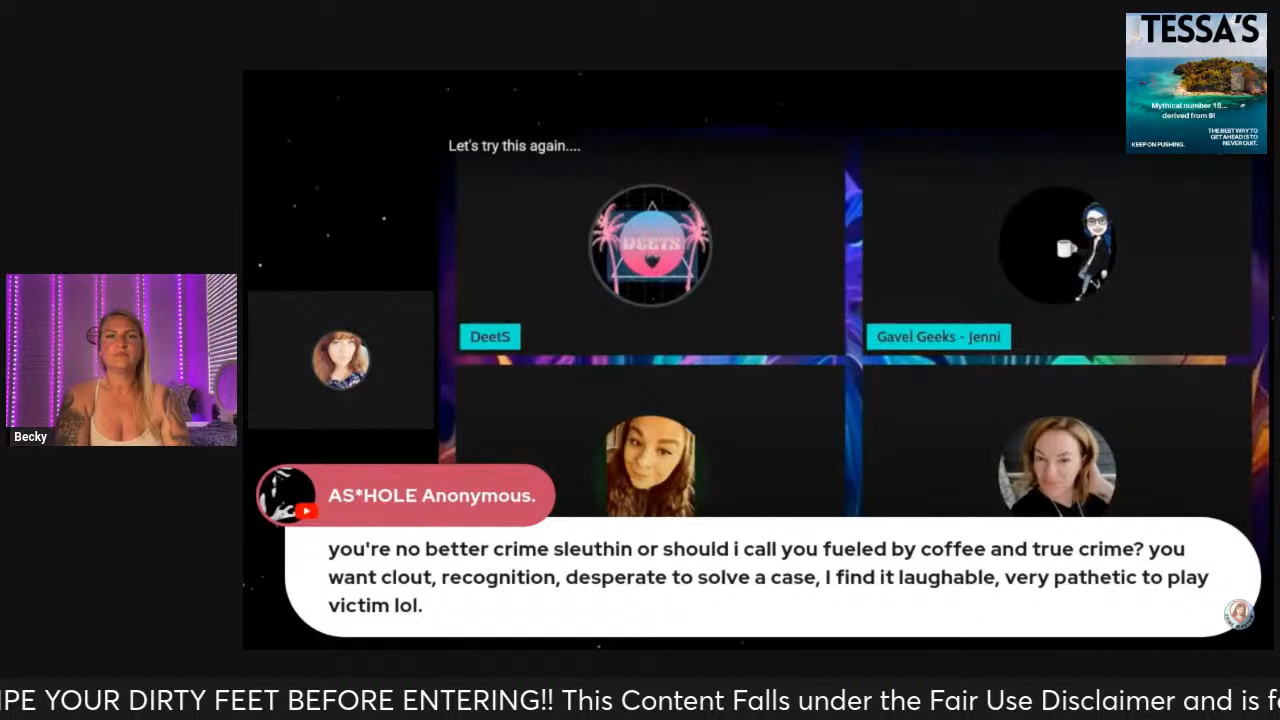 TESSA'S
Mythical number 18...
derived from 9!
THE BEST WAY TO
GET AHEAD IS TO
NEVER QUIT.
KEEP ON PUSHING.
Let's try this again....
DEETS
DeetS
Gavel Geeks - Jenni
Becky
AS*HOLE Anonymous.
you're no better crime sleuthin or should i call you fueled by coffee and true crime? you
want clout, recognition, desperate to solve a case, I find it laughable, very pathetic to play
victim lol.
IPE YOUR DIRTY FEET BEFORE ENTERING!! This Content Falls under the Fair Use Disclaimer and is f